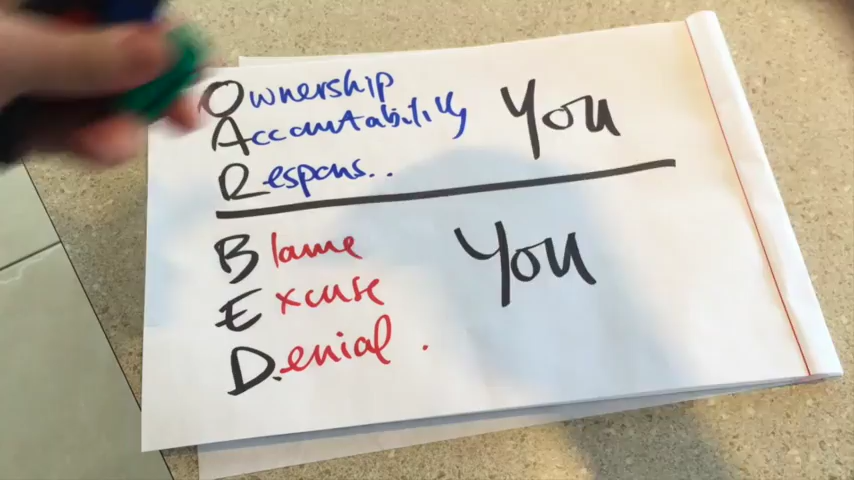 Ownership
Accountability
You
Respons..
Blame
You
Excuse
Denial.